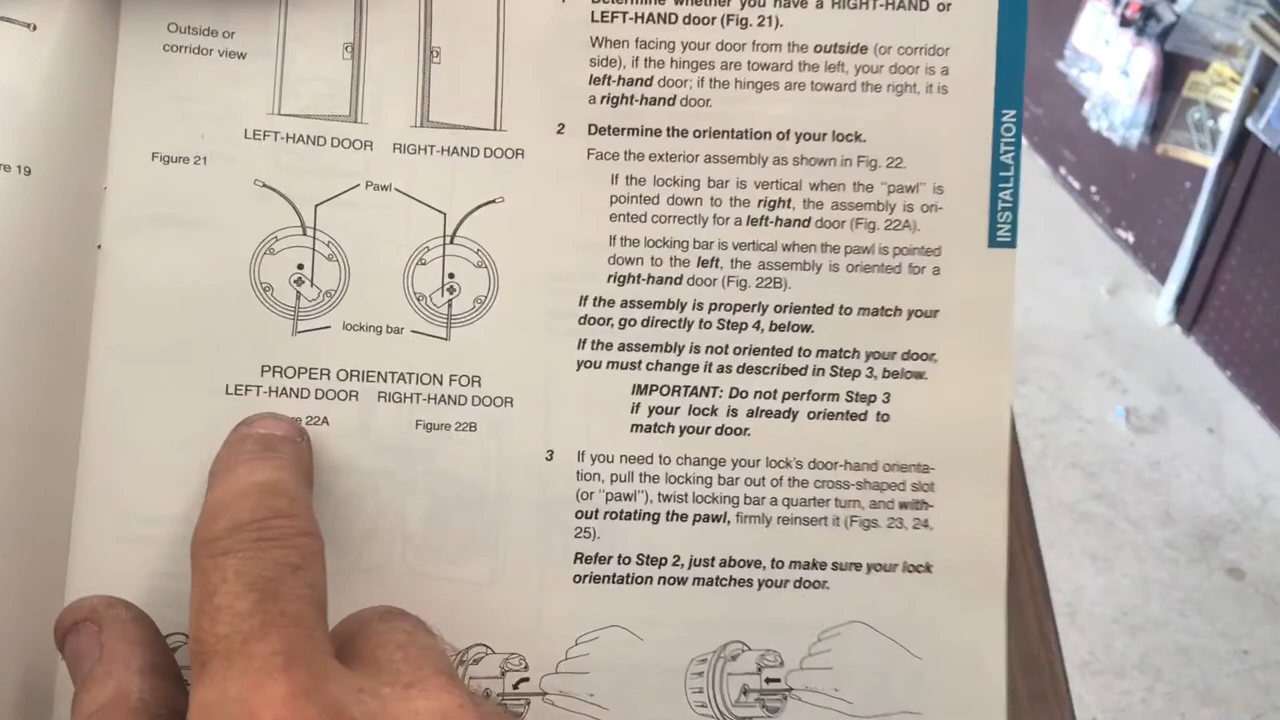 Outside or
corridor view
LEFT-HAND DOOR
RIGHT-HAND DOOR
Figure 21
re 19
Pawl
locking bar
PROPER ORIENTATION FOR
LEFT-HAND DOOR
RIGHT-HAND DOOR
e 22A
Figure 22B
Determine whether you have a RIGHT-HAND or
LEFT-HAND door (Fig. 21).
When facing your door from the outside (or corridor
side), if the hinges are toward the left, your door is a
left-hand door; if the hinges are toward the right, it is
a right-hand door.
2 Determine the orientation of your lock.
Face the exterior assembly as shown in Fig. 22.
If the locking bar is vertical when the "pawl" is
pointed down to the right, the assembly is ori-
ented correctly for a left-hand door (Fig. 22A).
If the locking bar is vertical when the pawl is pointed
down to the left, the assembly is oriented for a
right-hand door (Fig. 22B).
If the assembly is properly oriented to match your
door, go directly to Step 4, below.
If the assembly is not oriented to match your door,
you must change it as described in Step 3, below.
IMPORTANT: Do not perform Step 3
if your lock is already oriented to
match your door.
3 If you need to change your lock's door-hand orienta-
tion, pull the locking bar out of the cross-shaped slot
(or "pawl"), twist locking bar a quarter turn, and with-
out rotating the pawl, firmly reinsert it (Figs. 23, 24,
25).
Refer to Step 2, just above, to make sure your lock
orientation now matches your door.
INSTALLATION